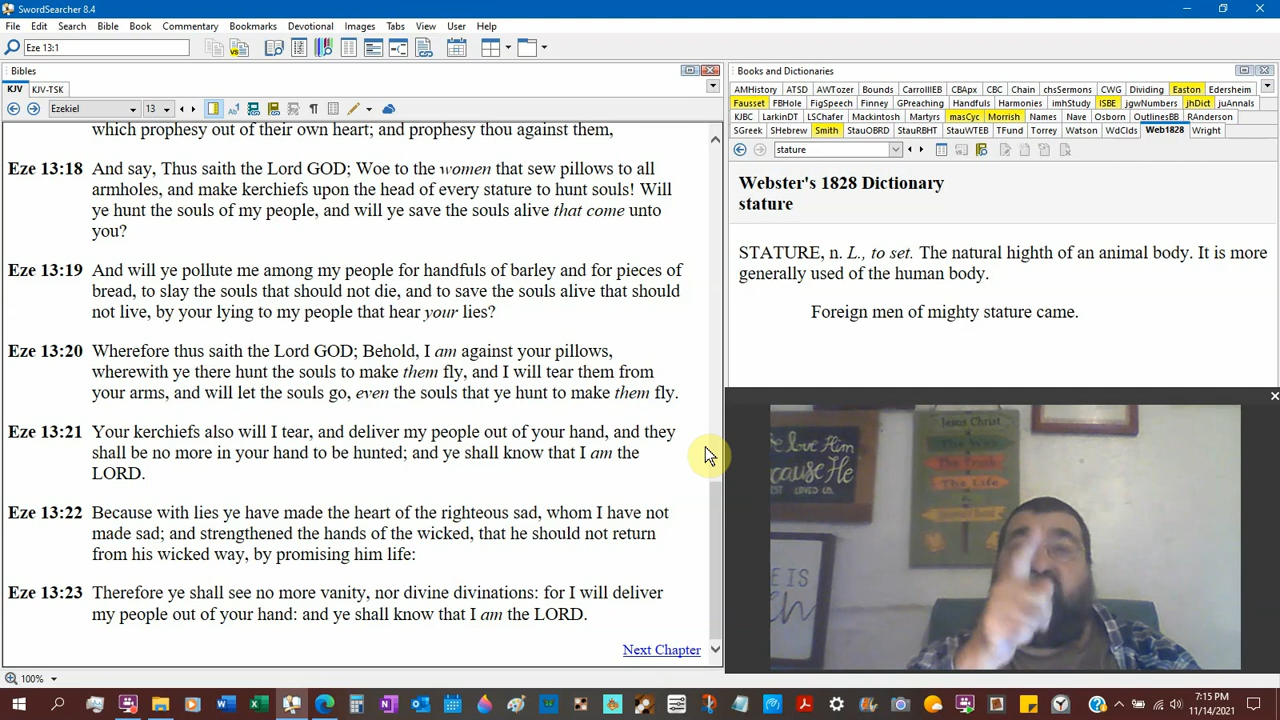 SwordSearcher 8.4
File Edit Search Bible Book Commentary Bookmarks Devotional Images Tabs View User Help
Eze 13:1
Bibles
KJV KJV-TSK
Ezekiel 13
which prophesy out of their own heart; and prophesy thou against them,
Eze 13:18 And say, Thus saith the Lord GOD; Woe to the women that sew pillows to all
armholes, and make kerchiefs upon the head of every stature to hunt souls! Will
ye hunt the souls of my people, and will ye save the souls alive that come unto
you?
Eze 13:19 And will ye pollute me among my people for handfuls of barley and for pieces of
bread, to slay the souls that should not die, and to save the souls alive that should
not live, by your lying to my people that hear your lies?
Eze 13:20 Wherefore thus saith the Lord GOD; Behold, I am against your pillows,
wherewith ye there hunt the souls to make them fly, and I will tear them from
your arms, and will let the souls go, even the souls that ye hunt to make them fly.
Eze 13:21 Your kerchiefs also will I tear, and deliver my people out of your hand, and they
shall be no more in your hand to be hunted; and ye shall know that I am the
LORD.
Eze 13:22 Because with lies ye have made the heart of the righteous sad, whom I have not
made sad; and strengthened the hands of the wicked, that he should not return
from his wicked way, by promising him life:
Eze 13:23 Therefore ye shall see no more vanity, nor divine divinations: for I will deliver
my people out of your hand: and ye shall know that I am the LORD.
Next Chapter
100%
Books and Dictionaries
AMHistory ATSD AWTozer Bounds CarrollIEB CBApx CBC Chain chsSermons CWG Dividing Easton Edersheim
Fausset FBHole FigSpeech Finney GPreaching Handfuls Harmonies imhStudy ISBE jgwNumbers jhDict juAnnals
KJBC LarkinDT LSChafer Mackintosh Martyrs masCyc Morrish Names Nave Osborn OutlinesBB RAnderson
SGreek SHebrew Smith StauOBRD StauRBHT StauWTEB TFund Torrey Watson WdClds Web1828 Wright
stature
Webster's 1828 Dictionary
stature
STATURE, n. L., to set. The natural highth of an animal body. It is more
generally used of the human body.
Foreign men of mighty stature came.
Love Him
cause He
ST LOVED US.
Jesus Christ
The Way
The Truth
The Life
7:15 PM
11/14/2021